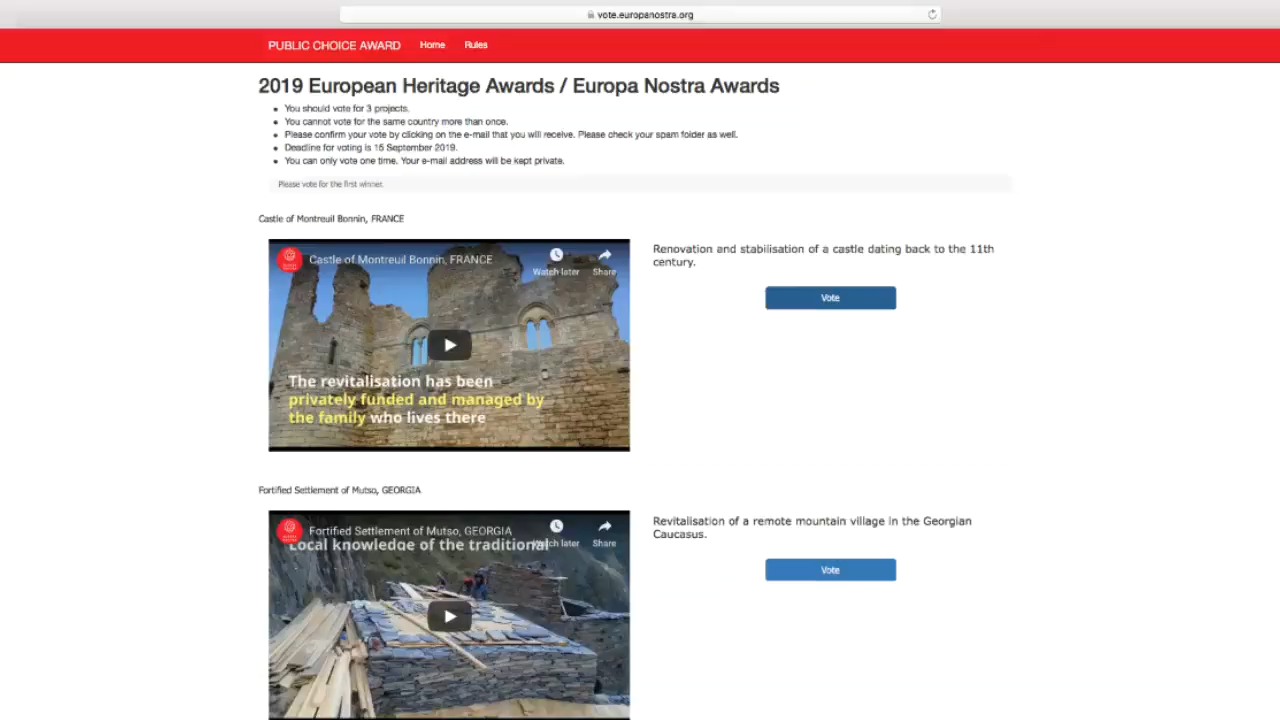 vote.europanostra.org
PUBLIC CHOICE AWARD Home Rules
2019 European Heritage Awards / Europa Nostra Awards
You should vote for 3 projects.
You cannot vote for the same country more than once.
Please confirm your vote by clicking on the e-mail that you will receive. Please check your spam folder as well.
Deadline for voting is 15 September 2019.
You can only vote one time. Your e-mail address will be kept private.
Please vote for the first winner.
Castle of Montreuil Bonnin, FRANCE
Castle of Montreuil Bonnin, FRANCE
Watch later Share
The revitalisation has been
privately funded and managed by
the family who lives there
Renovation and stabilisation of a castle dating back to the 11th
century.
Vote
Fortified Settlement of Mutso, GEORGIA
Fortified Settlement of Mutso, GEORGIA
Watch later Share
Local knowledge of the traditional
Revitalisation of a remote mountain village in the Georgian
Caucasus.
Vote